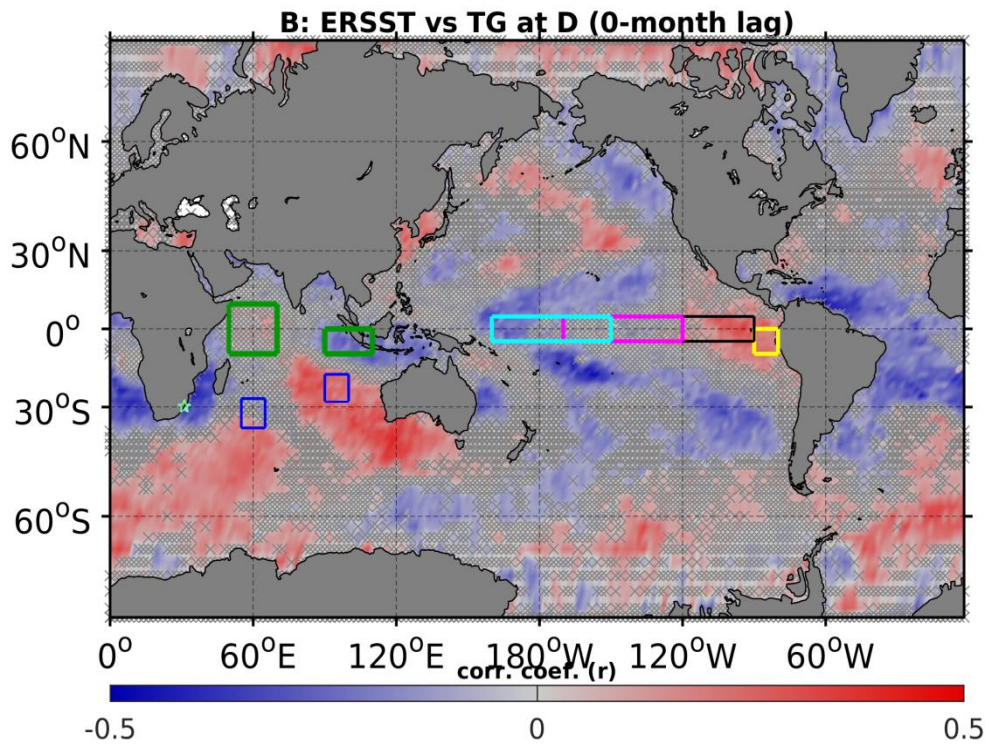 B: ERSST vs TG at D (0-month lag)
60°N
30°N
0°
30°S
60°S
0° 60°E 120°E 180°W 120°W 60°W
corr. coef. (r)
-0.5 0 0.5